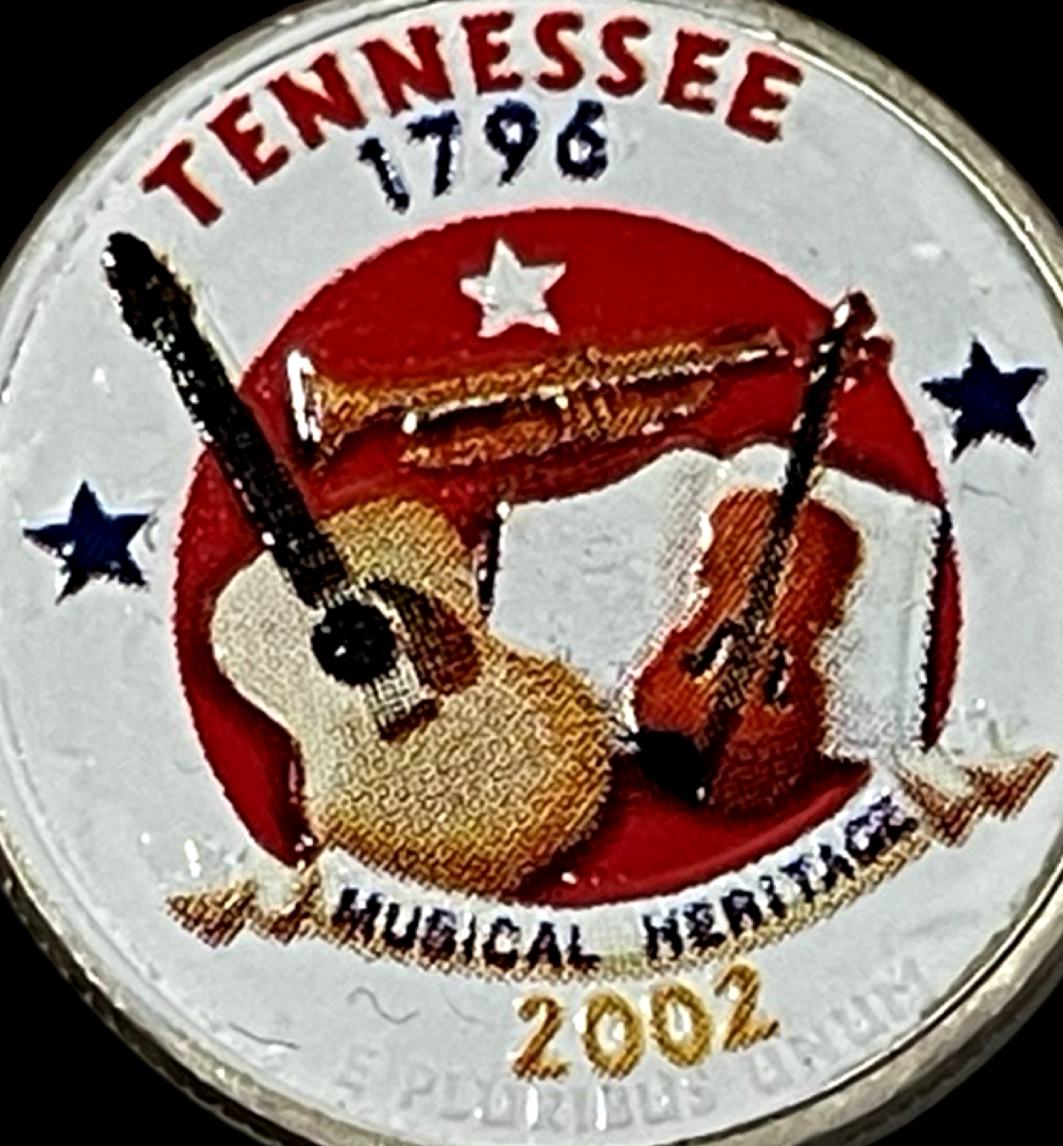 TENNESSEE
1796
MUSICAL HERITAGE
2002
E PLURIBUS UNUM